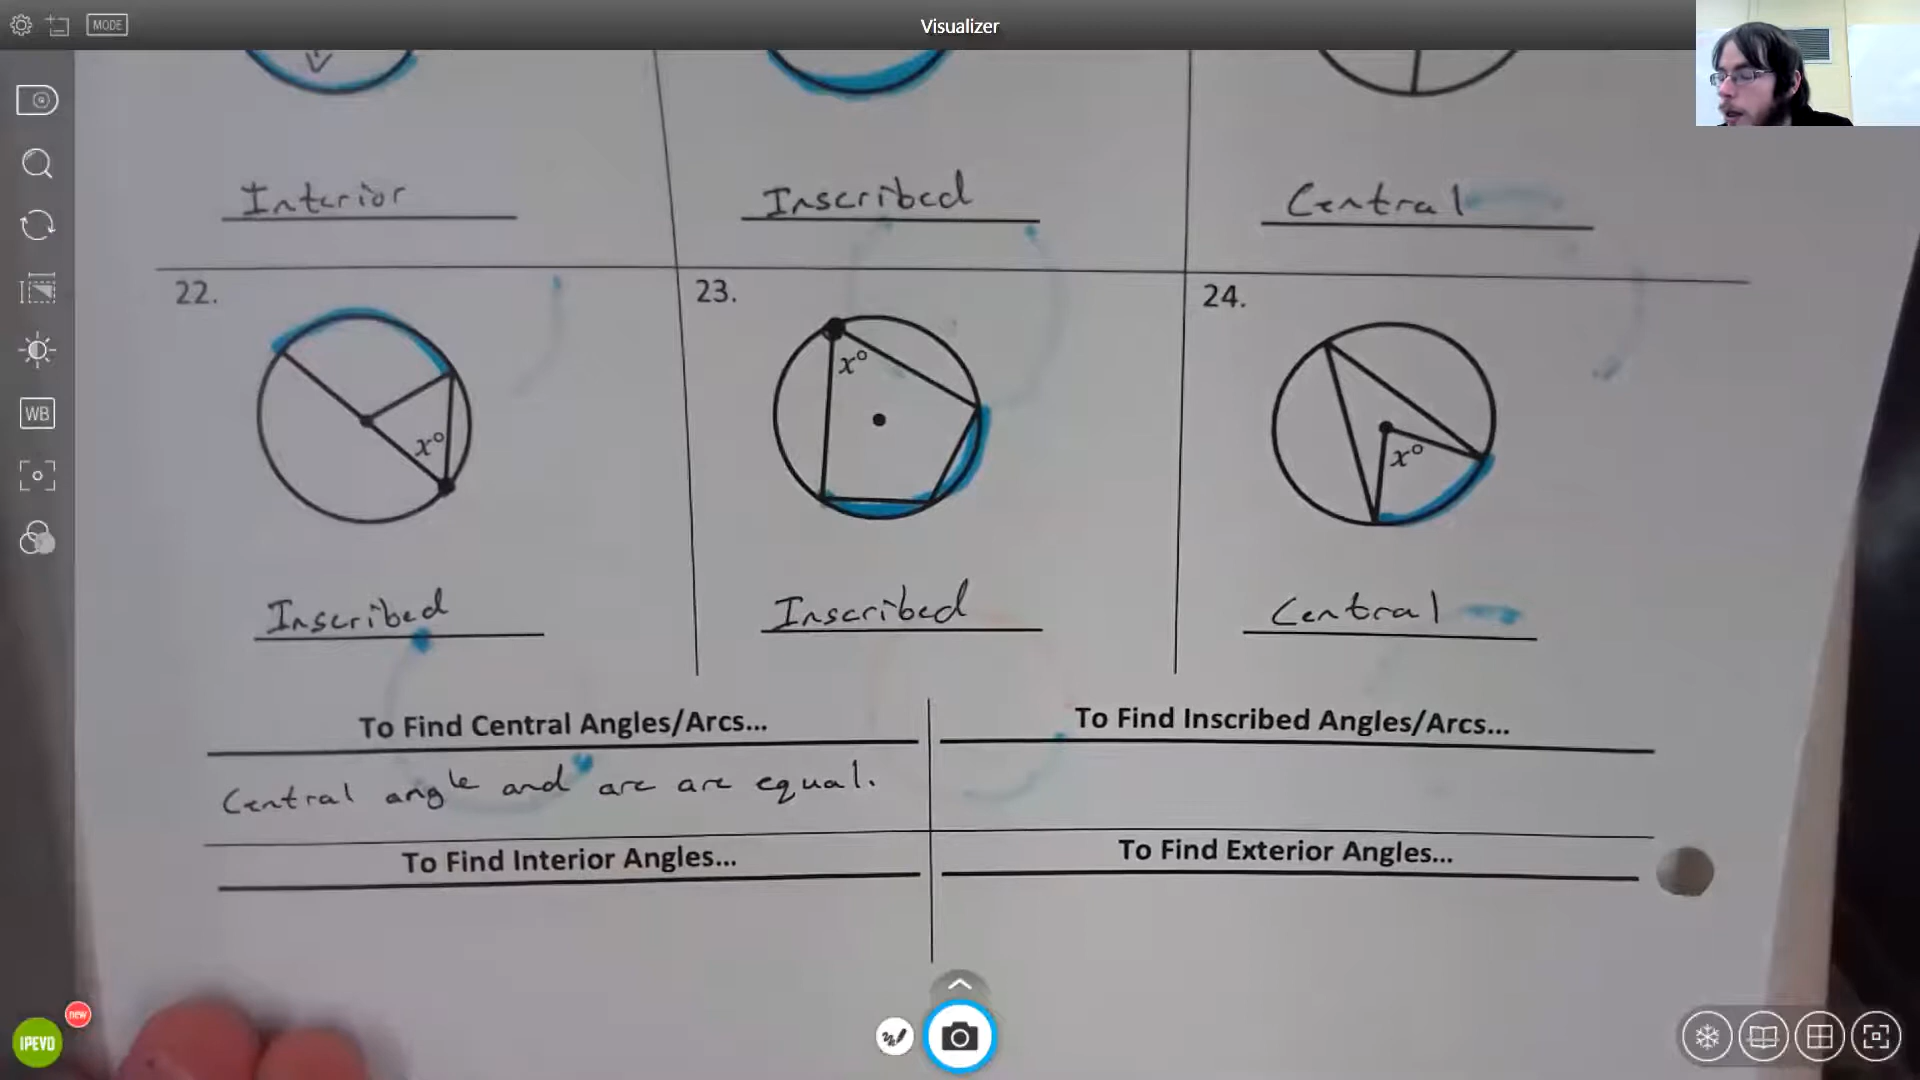 MODE
Visualizer
Interior
Inscribed
Central
22.
23.
24.
x°
x°
x°
Inscribed
Inscribed
Central
To Find Central Angles/Arcs...
To Find Inscribed Angles/Arcs...
Central angle and arc are equal.
To Find Interior Angles...
To Find Exterior Angles...
WB
new
IPEVO